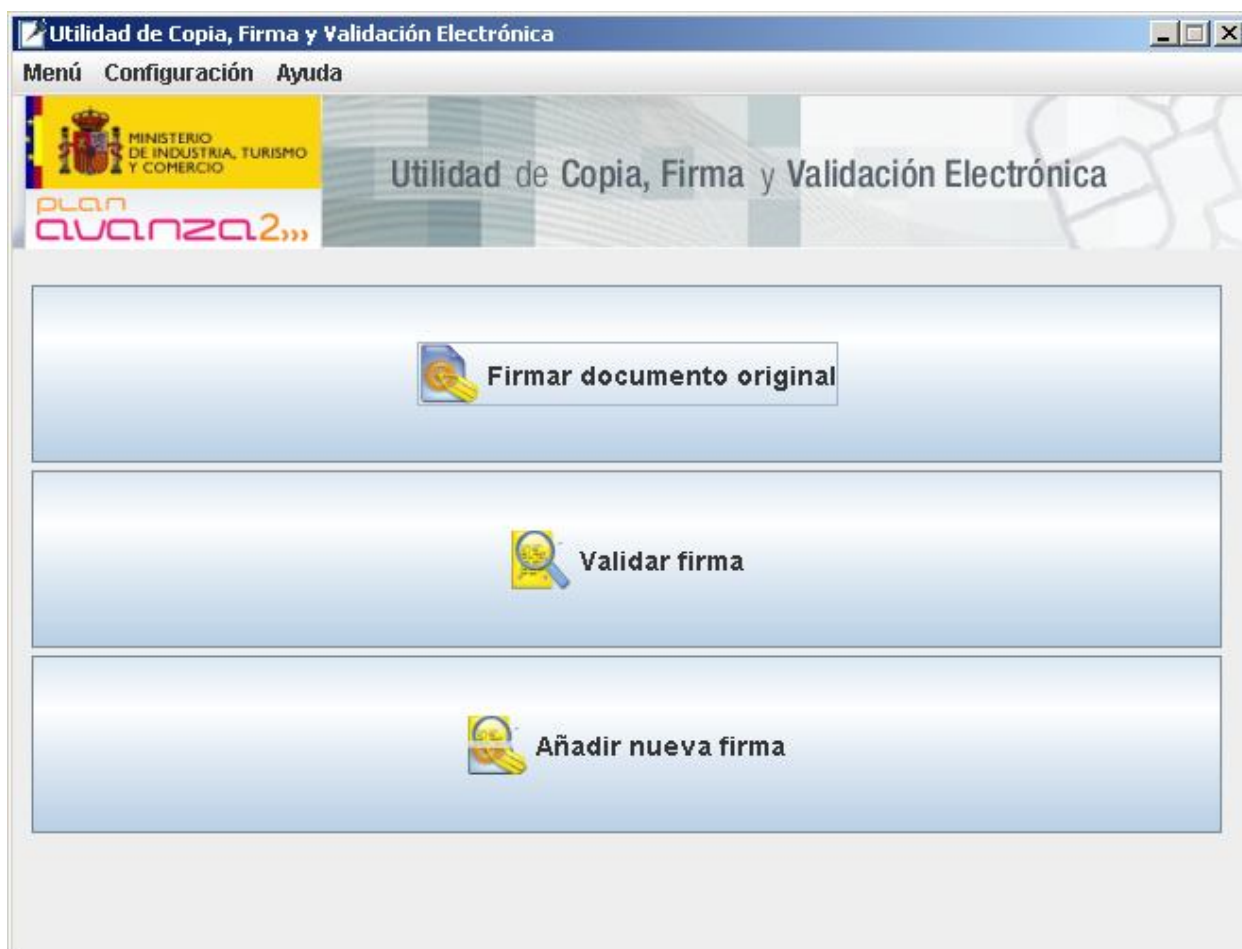 Utilidad de Copia, Firma y Validación Electrónica
Menú Configuración Ayuda
MINISTERIO
DE INDUSTRIA, TURISMO
Y COMERCIO
PLAN
avanza2
Utilidad de Copia, Firma y Validación Electrónica
Firmar documento original
Validar firma
Añadir nueva firma